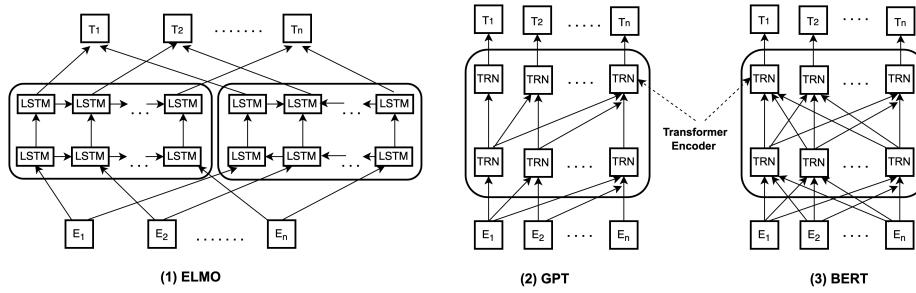 T1 T2 ....... Tn
LSTM LSTM ... LSTM LSTM LSTM ... LSTM
LSTM LSTM ... LSTM LSTM LSTM ... LSTM
E1 E2 ....... En
(1) ELMO
T1 T2 .... Tn
TRN TRN .... TRN
TRN TRN .... TRN
E1 E2 .... En
(2) GPT
Transformer
Encoder
T1 T2 .... Tn
TRN TRN .... TRN
TRN TRN .... TRN
E1 E2 .... En
(3) BERT